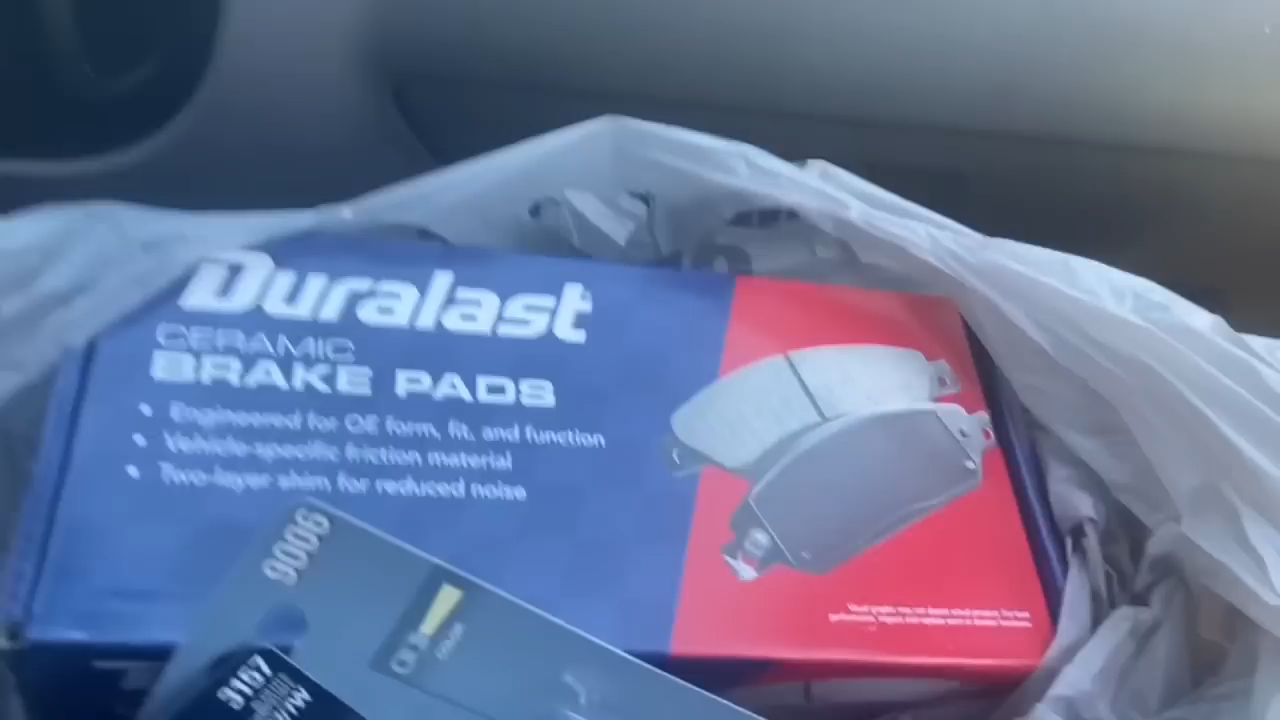 Duralast
CERAMIC
BRAKE PADS
Engineered for OE form, fit, and function
Vehicle-specific friction material
Two-layer shim for reduced noise
9006
3157